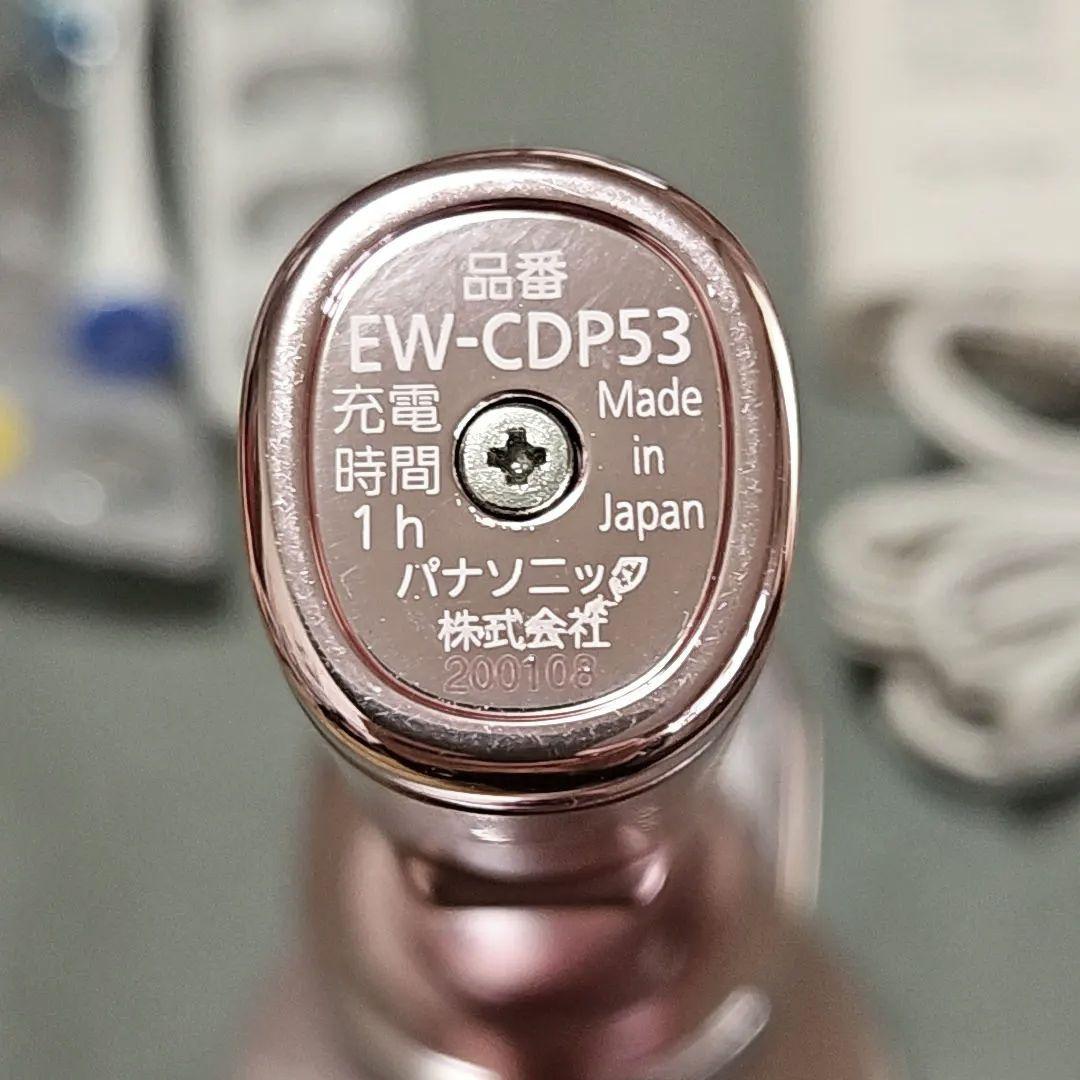 品番
EW-CDP53
充電
時間
1h
Made
in
Japan
パナソニック
株式会社
200108